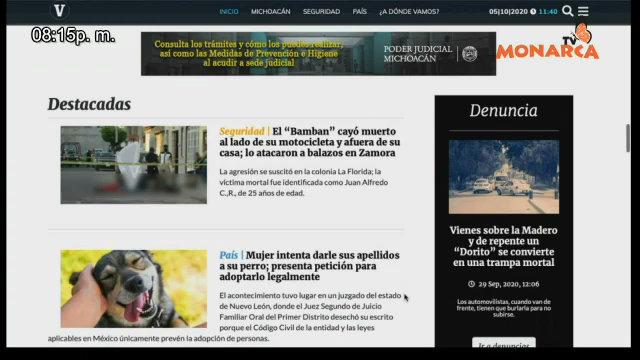 08:15p. m.
V
INICIO MICHOACÁN SEGURIDAD PAÍS ¿A DÓNDE VAMOS? 05|10|2020 11:40
TV
MONARCA
Consulta los trámites y cómo los puedes realizar,
así como las Medidas de Prevención e Higiene
al acudir a sede judicial
PODER JUDICIAL
MICHOACÁN
Destacadas
Seguridad | El “Bamban” cayó muerto
al lado de su motocicleta y afuera de su
casa; lo atacaron a balazos en Zamora
La agresión se suscitó en la colonia La Florida; la
víctima mortal fue identificada como Juan Alfredo
C.,R., de 25 años de edad.
País | Mujer intenta darle sus apellidos
a su perro; presenta petición para
adoptarlo legalmente
El acontecimiento tuvo lugar en un juzgado del estado
de Nuevo León, donde el Juez Segundo de Juicio
Familiar Oral del Primer Distrito desechó su escrito
porque el Código Civil de la entidad y las leyes
aplicables en México únicamente prevén la adopción de personas.
Denuncia
Vienes sobre la Madero
y de repente un
“Dorito” se convierte
en una trampa mortal
29 Sep, 2020, 12:06
Los automovilistas, cuando van de
frente, tienen que burlarla para no
subirse.
Ir a denuncias